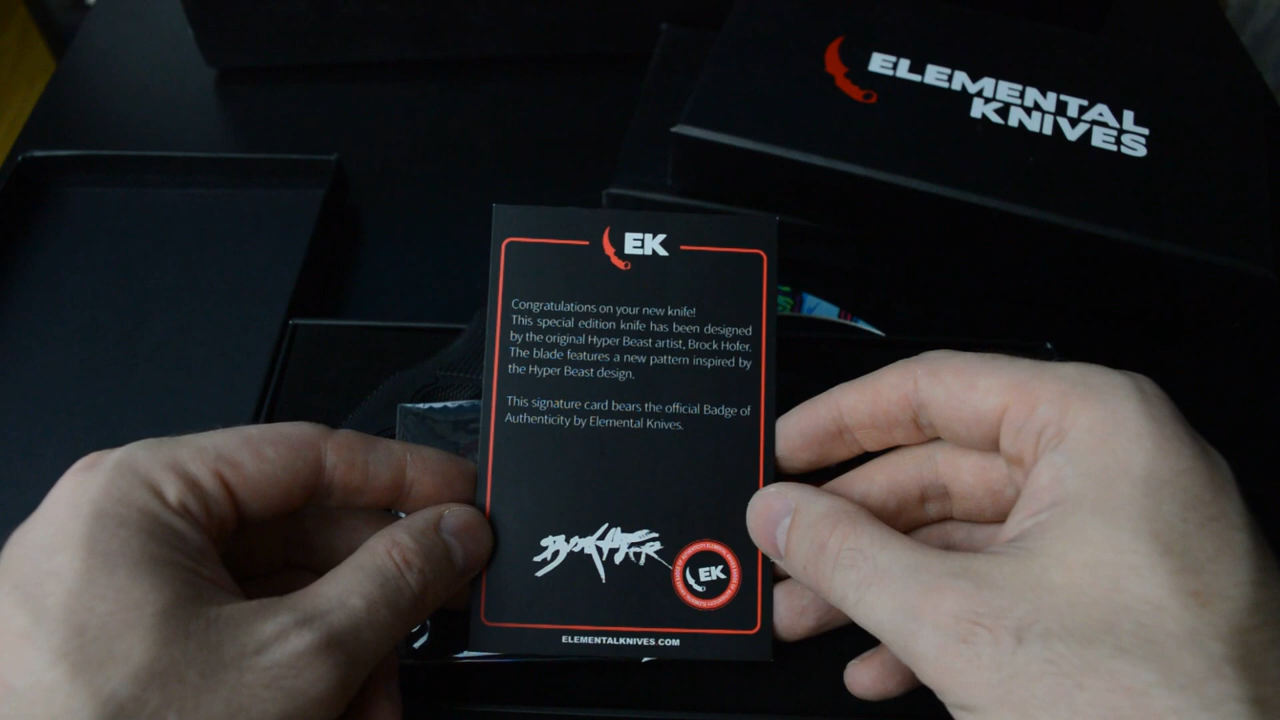 ELEMENTAL
KNIVES
EK
Congratulations on your new knife!
This special edition knife has been designed
by the original Hyper Beast artist, Brock Hofer.
The blade features a new pattern inspired by
the Hyper Beast design.
This signature card bears the official Badge of
Authenticity by Elemental Knives.
EK
ELEMENTALKNIVES.COM